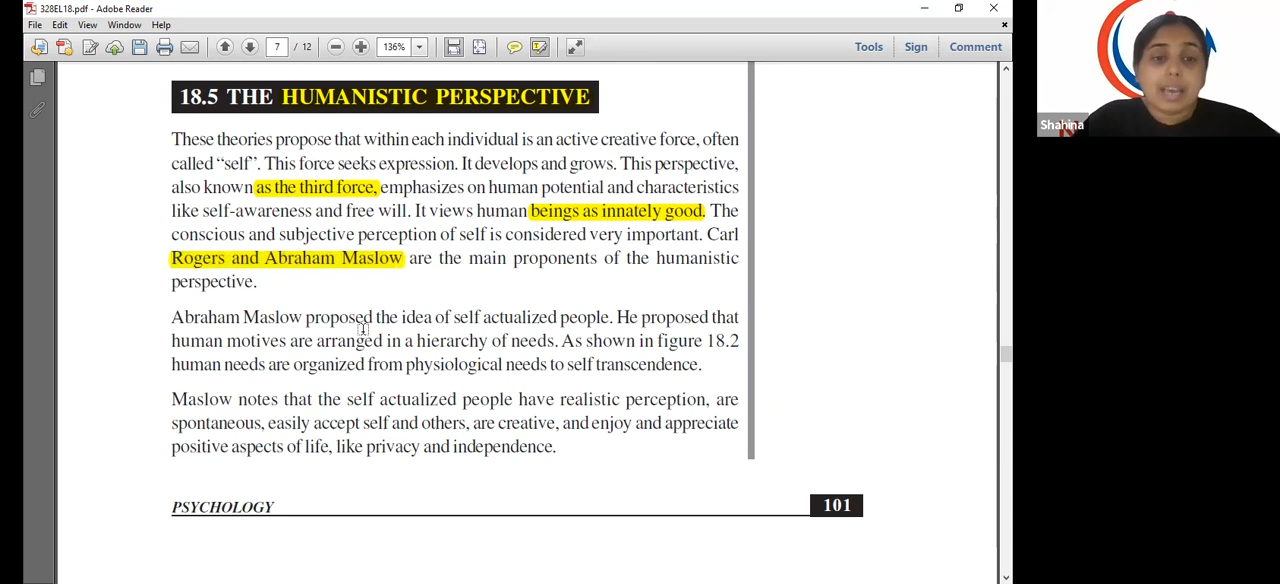 328EL18.pdf - Adobe Reader
File Edit View Window Help
7 / 12 136% Tools Sign Comment
18.5 THE HUMANISTIC PERSPECTIVE
These theories propose that within each individual is an active creative force, often
called “self”. This force seeks expression. It develops and grows. This perspective,
also known as the third force, emphasizes on human potential and characteristics
like self-awareness and free will. It views human beings as innately good. The
conscious and subjective perception of self is considered very important. Carl
Rogers and Abraham Maslow are the main proponents of the humanistic
perspective.
Abraham Maslow proposed the idea of self actualized people. He proposed that
human motives are arranged in a hierarchy of needs. As shown in figure 18.2
human needs are organized from physiological needs to self transcendence.
Maslow notes that the self actualized people have realistic perception, are
spontaneous, easily accept self and others, are creative, and enjoy and appreciate
positive aspects of life, like privacy and independence.
PSYCHOLOGY 101
Shahina